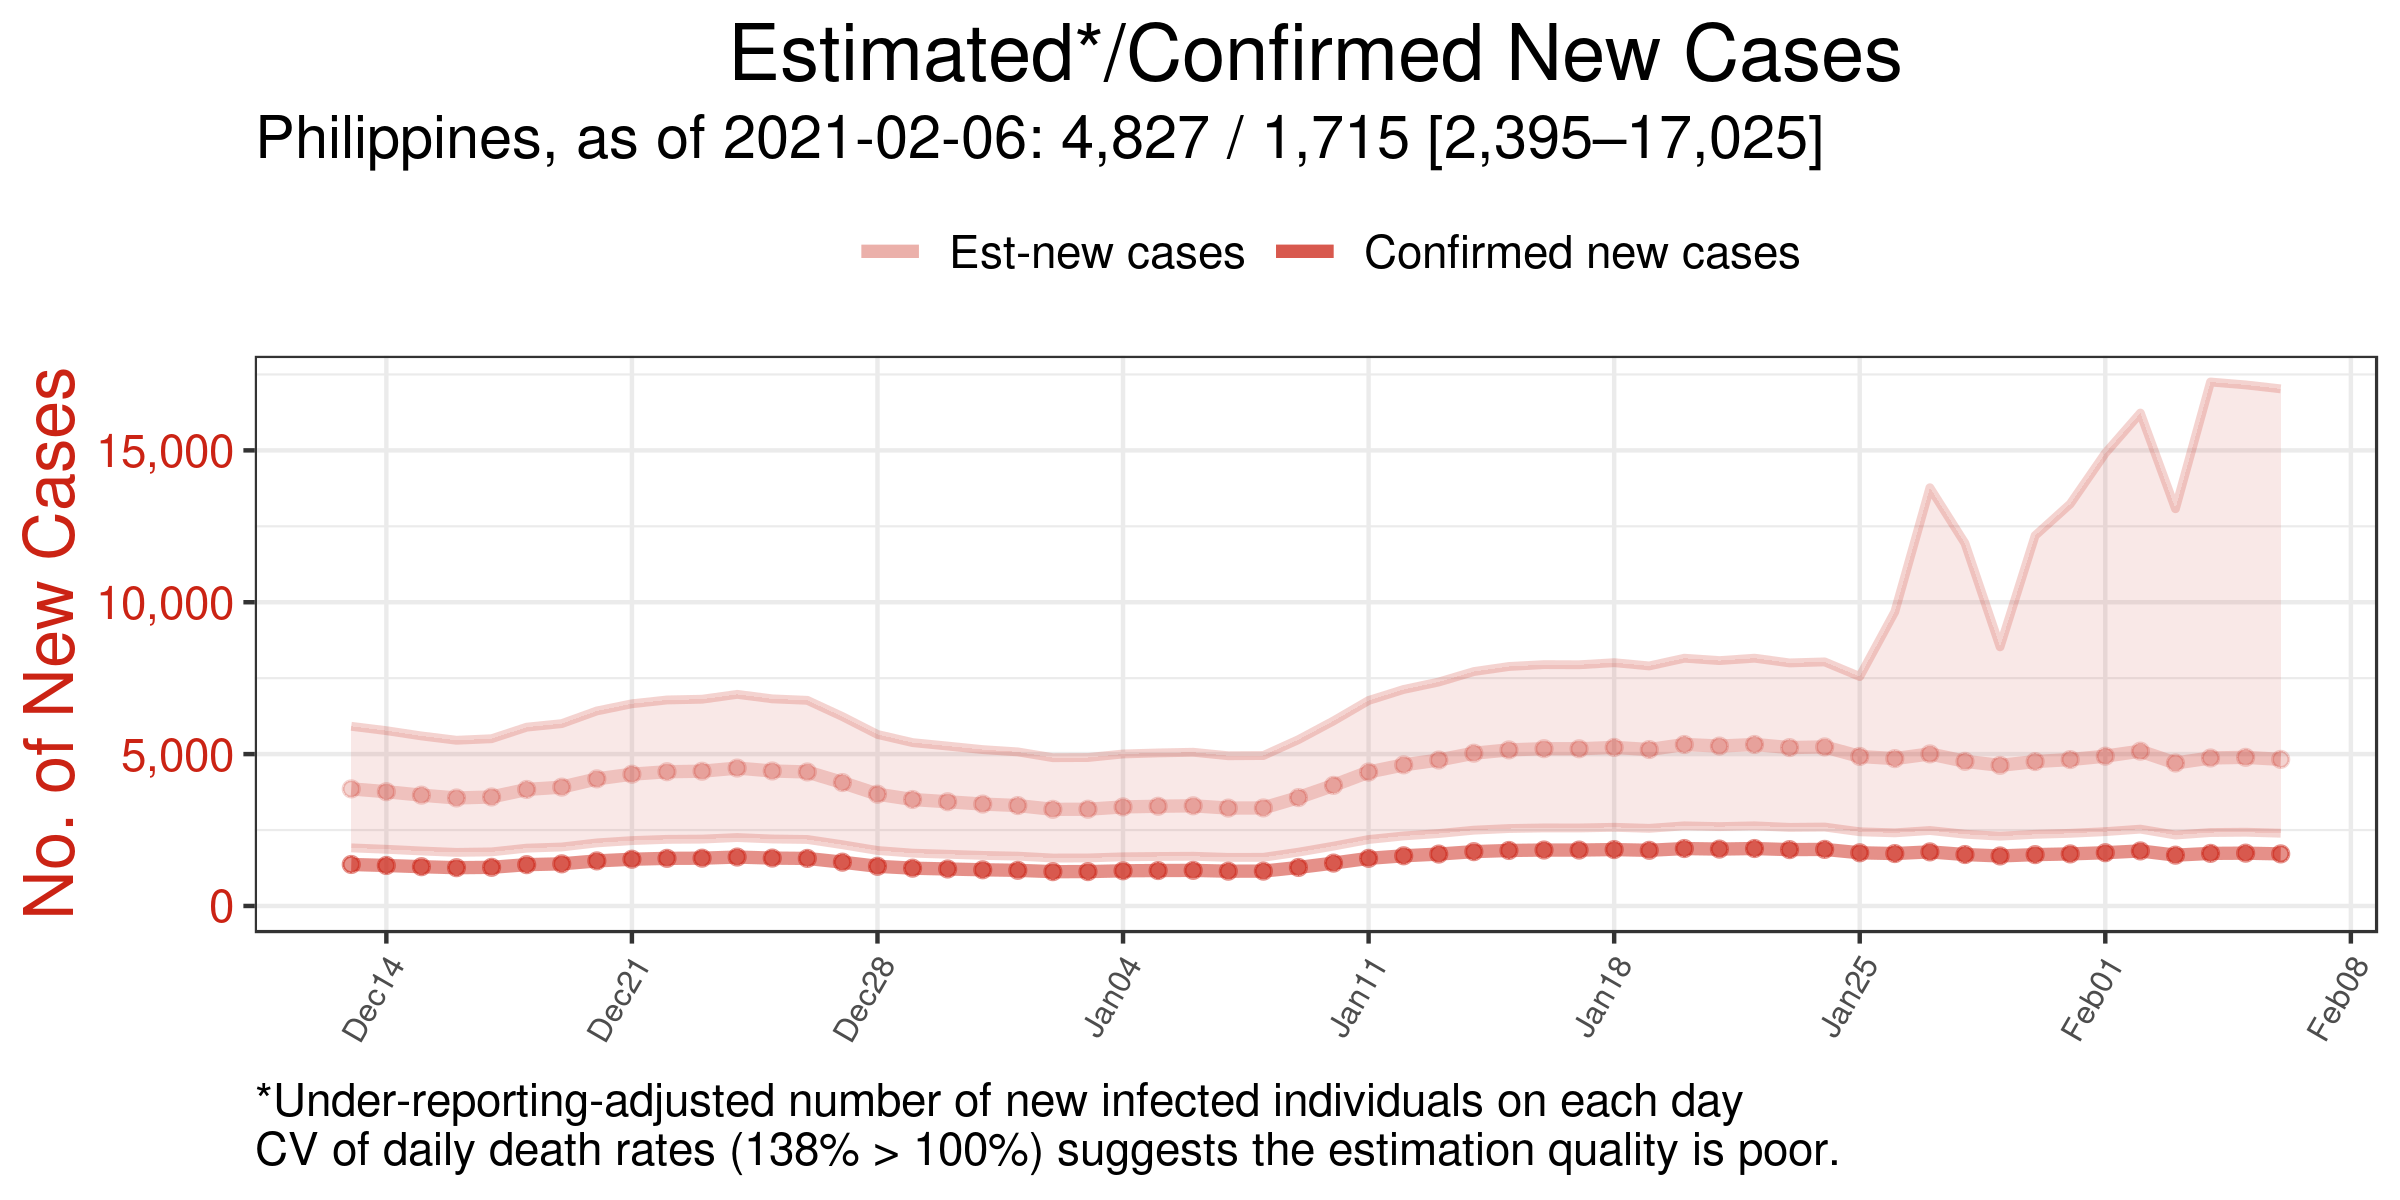 Estimated*/Confirmed New Cases
Philippines, as of 2021-02-06: 4,827 / 1,715 [2,395–17,025]
Est-new cases Confirmed new cases
No. of New Cases
15,000
10,000
5,000
0
Dec14 Dec21 Dec28 Jan04 Jan11 Jan18 Jan25 Feb01 Feb08
*Under-reporting-adjusted number of new infected individuals on each day
CV of daily death rates (138% > 100%) suggests the estimation quality is poor.